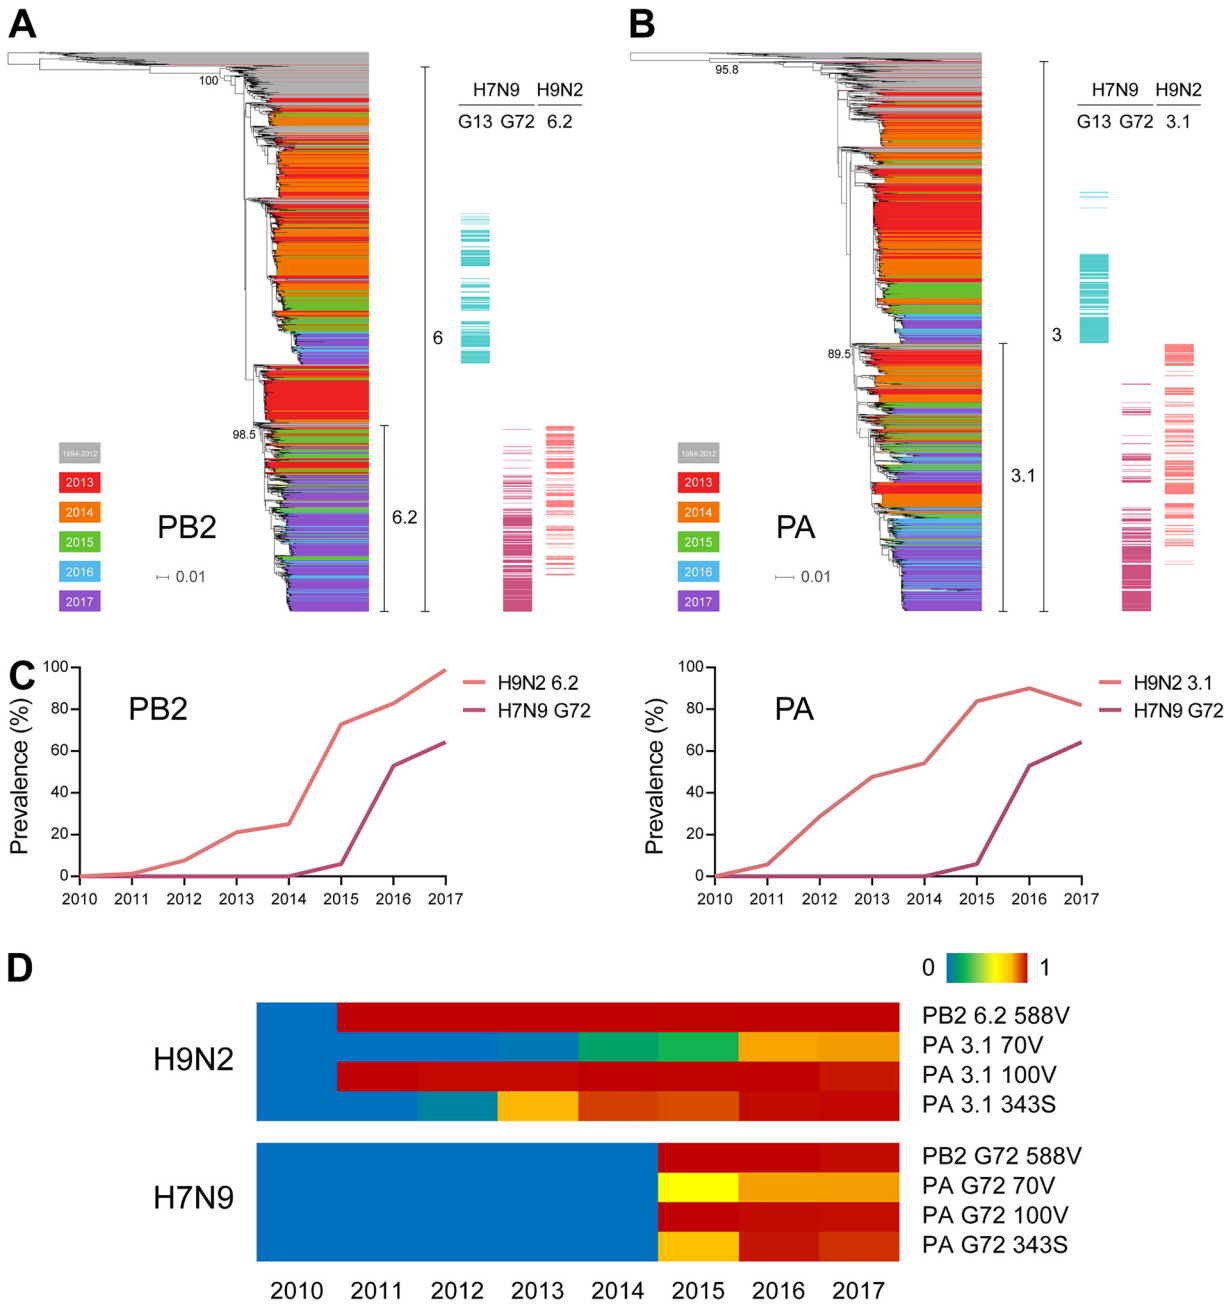 A
100
H7N9 H9N2
G13 G72 6.2
6
98.5
6.2
1994-2012
2013
2014
2015
2016
2017
PB2
0.01
B
95.8
H7N9 H9N2
G13 G72 3.1
3
89.5
3.1
1994-2012
2013
2014
2015
2016
2017
PA
0.01
C
Prevalence (%)
100
80
60
40
20
0
PB2
H9N2 6.2
H7N9 G72
2010 2011 2012 2013 2014 2015 2016 2017
Prevalence (%)
100
80
60
40
20
0
PA
H9N2 3.1
H7N9 G72
2010 2011 2012 2013 2014 2015 2016 2017
D
0 1
H9N2
PB2 6.2 588V
PA 3.1 70V
PA 3.1 100V
PA 3.1 343S
H7N9
PB2 G72 588V
PA G72 70V
PA G72 100V
PA G72 343S
2010 2011 2012 2013 2014 2015 2016 2017